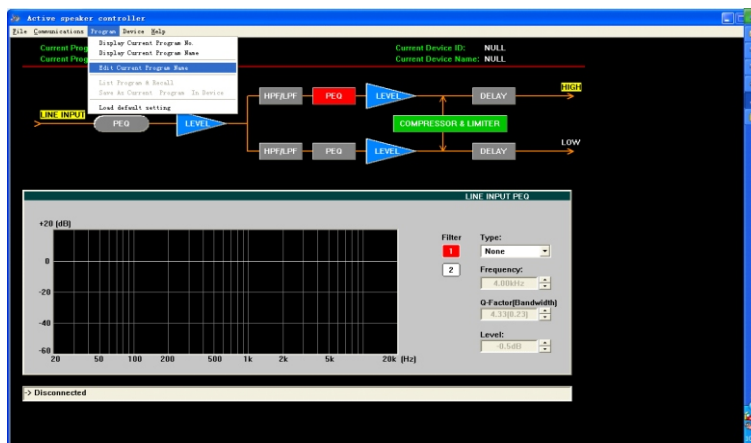 Active speaker controller
File Communications Program Device Help
Display Current Program No.
Display Current Program Name
Edit Current Program Name
List Program & Recall
Save As Current Program In Device
Load default setting
Current Prog
Current Prog
Current Device ID: NULL
Current Device Name: NULL
HIGH
HPF/LPF PEQ LEVEL DELAY
LINE INPUT
PEQ LEVEL COMPRESSOR & LIMITER
LOW
HPF/LPF PEQ LEVEL DELAY
LINE INPUT PEQ
+20 (dB)
0
-20
-40
-60
20 50 100 200 500 1k 2k 5k 20k (Hz)
Filter
1
2
Type:
None
Frequency:
4.00kHz
Q-Factor(Bandwidth)
4.33(0.23)
Level:
-0.5dB
-> Disconnected